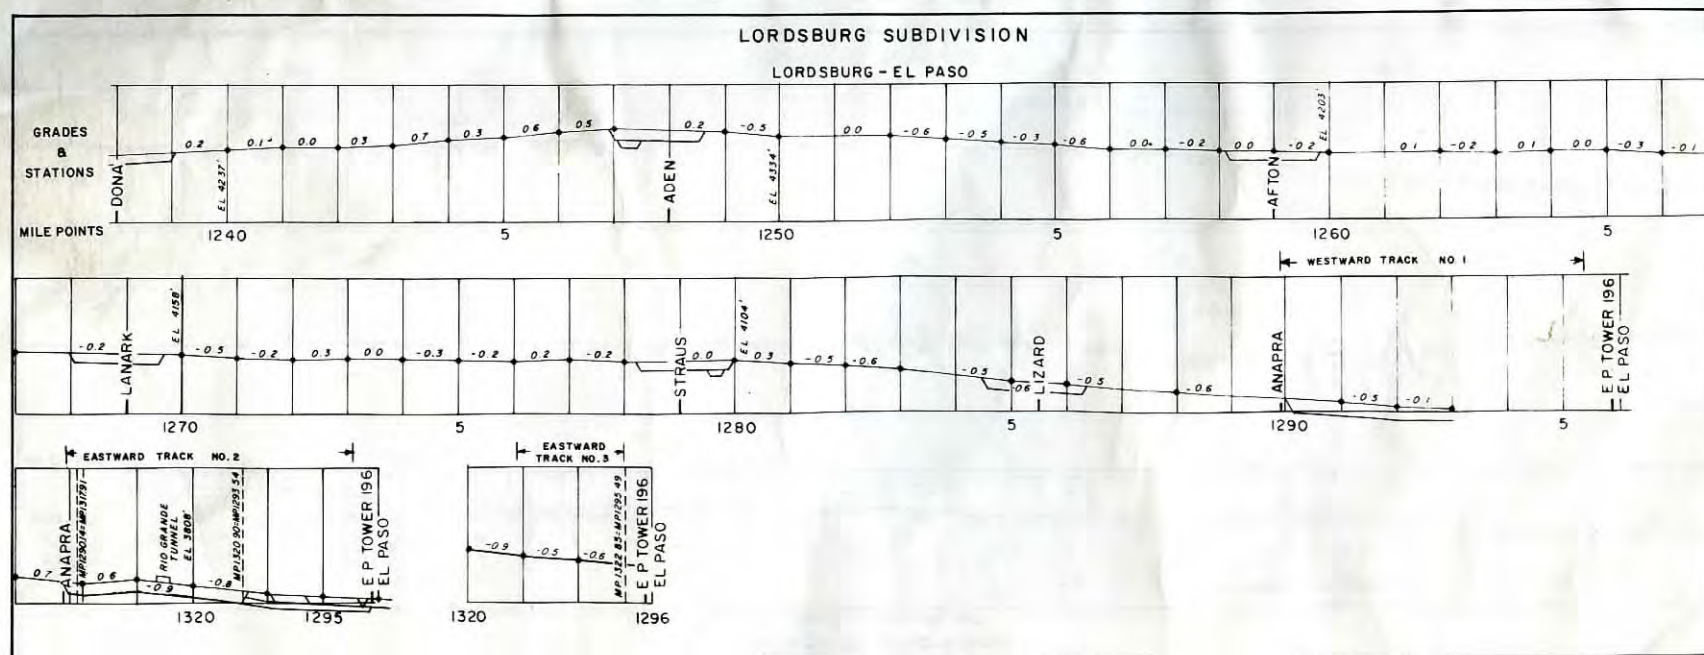 LORDSBURG SUBDIVISION
LORDSBURG - EL PASO
GRADES
&
STATIONS
0.2 0.1 0.0 0.3 0.7 0.3 0.6 0.5 0.2 -0.5 0.0 -0.6 -0.5 -0.3 -0.6 0.0 -0.2 0.0 -0.2 0.1 -0.2 0.1 0.0 -0.3 -0.1
DONA EL 4237' ADEN EL 4334' AFTON EL 4203'
MILE POINTS 1240 5 1250 5 1260 5
WESTWARD TRACK NO. 1
-0.2 -0.5 -0.2 0.3 0.0 -0.3 -0.2 0.2 -0.2 0.0 0.3 -0.5 -0.6 -0.5 -0.6 -0.5 -0.6 -0.5 -0.1
LANARK EL 4158' STRAUS EL 4104' LIZARD ANAPRA E P TOWER 196 EL PASO
1270 5 1280 5 1290 5
EASTWARD TRACK NO. 2
0.7 0.6 -0.9 -0.8
ANAPRA
RIO GRANDE
TUNNEL
EL 3808'
MP1320.90=MP1293.54
E P TOWER 196
EL PASO
1320 1295
EASTWARD
TRACK NO. 3
-0.9 -0.5 -0.6
MP 1322.83=MP1295.49
E P TOWER 196
EL PASO
1320 1296